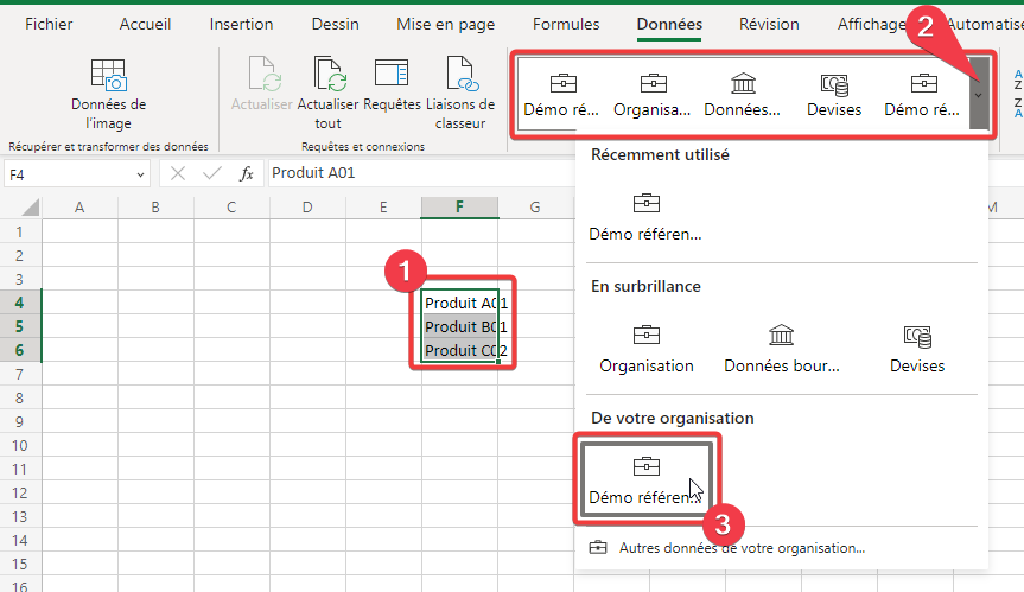 Fichier Accueil Insertion Dessin Mise en page Formules Données Révision Affichage Automatise
2
Données de l'image
Actualiser
Actualiser tout
Requêtes
Liaisons de classeur
Démo ré... Organisa... Données... Devises Démo ré...
A
Z
Z
A
Récupérer et transformer des données
Requêtes et connexions
F4
fx
Produit A01
A B C D E F G M
Récemment utilisé
Démo référen...
En surbrillance
Organisation Données bour... Devises
De votre organisation
Démo référen...
3
Autres données de votre organisation...
1
1
2
3
4 Produit A01
5 Produit B01
6 Produit C02
7
8
9
10
11
12
13
14
15
16